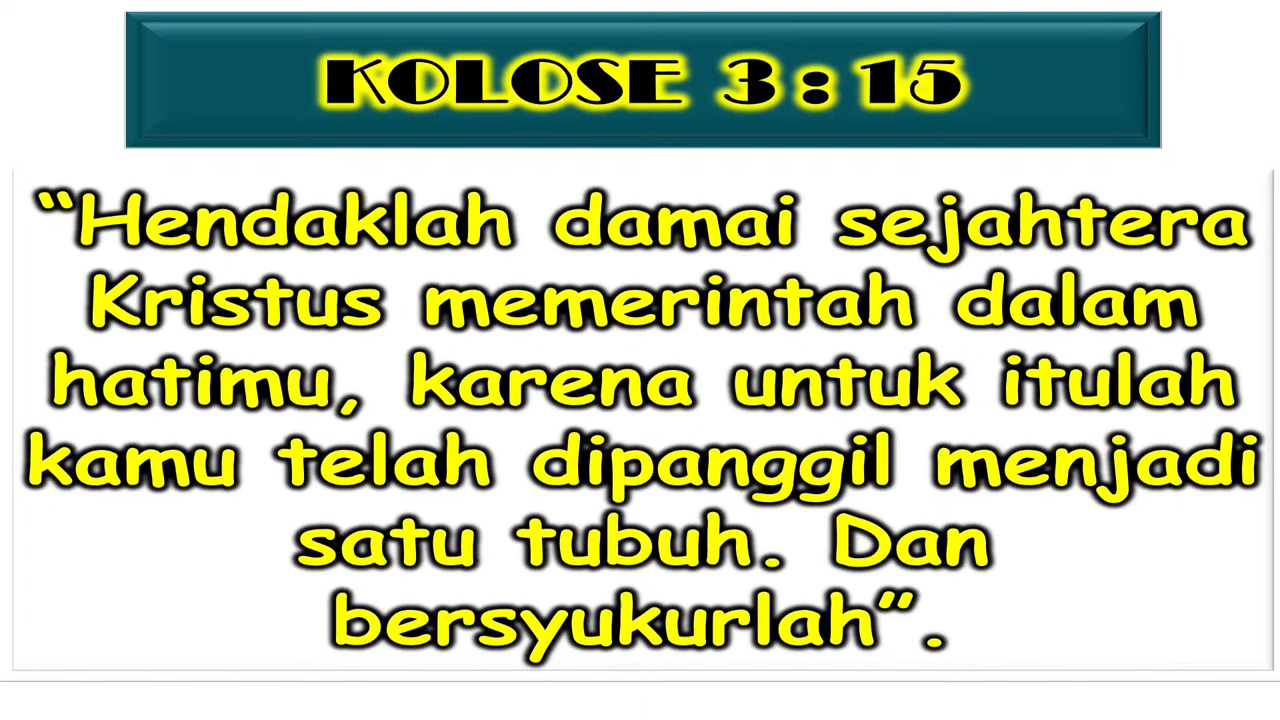 KOLOSE 3 : 15
“Hendaklah damai sejahtera
Kristus memerintah dalam
hatimu, karena untuk itulah
kamu telah dipanggil menjadi
satu tubuh. Dan
bersyukurlah”.